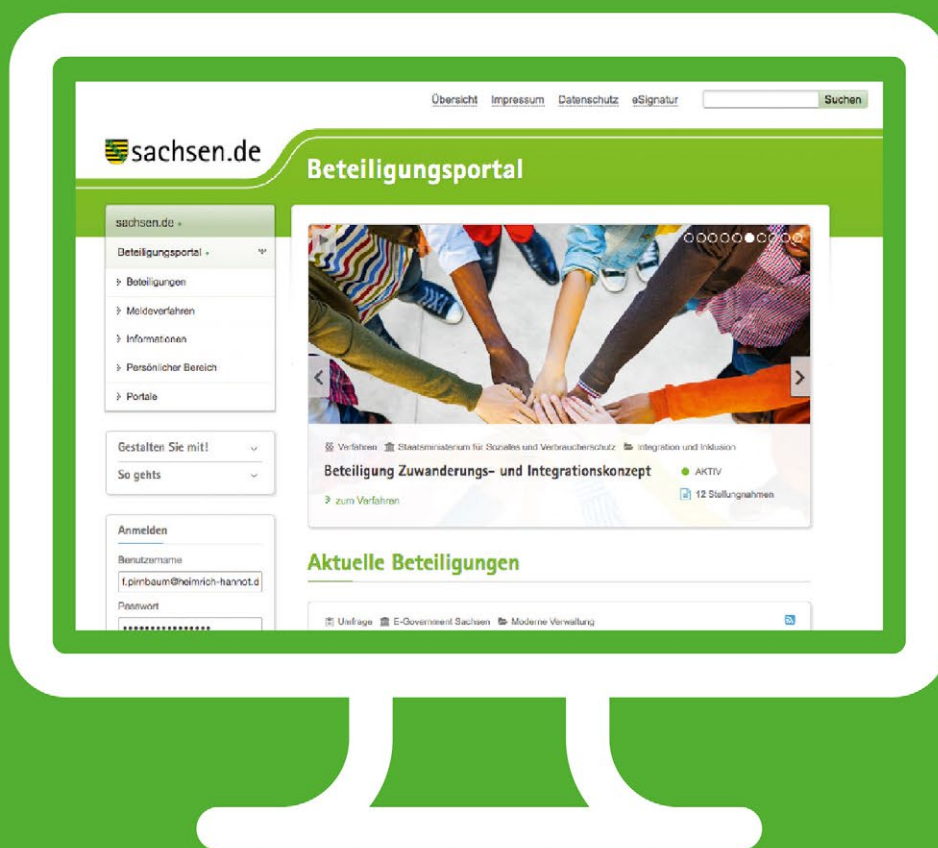 Übersicht Impressum Datenschutz eSignatur Suchen
sachsen.de
Beteiligungsportal
sachsen.de
Beteiligungsportal
Beteiligungen
Meldeverfahren
Informationen
Persönlicher Bereich
Portale
Gestalten Sie mit!
So gehts
Anmelden
Benutzername
f.pirnbaum@heimrich-hannot.d
Passwort
Verfahren Staatsministerium für Soziales und Verbraucherschutz Integration und Inklusion
Beteiligung Zuwanderungs- und Integrationskonzept
AKTIV
12 Stellungnahmen
zum Verfahren
Aktuelle Beteiligungen
Umfrage E-Government Sachsen Moderne Verwaltung